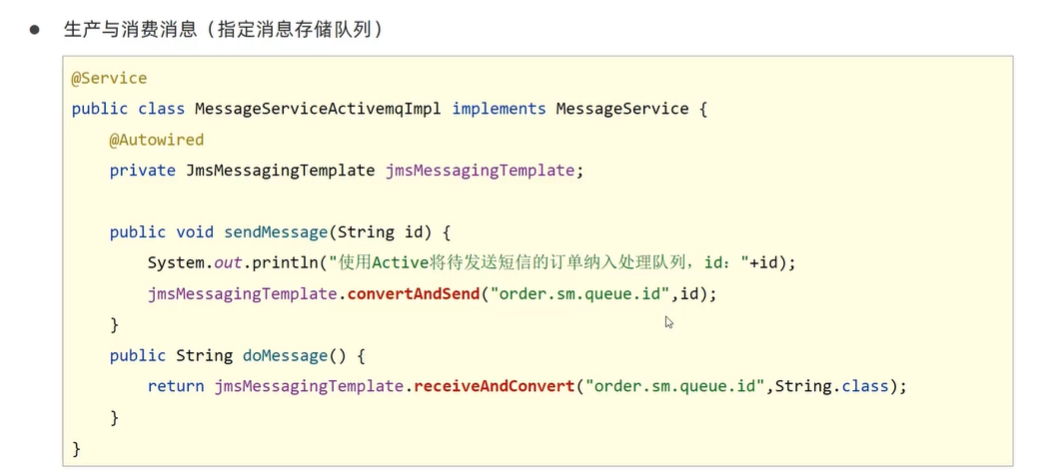 ● 生产与消费消息（指定消息存储队列）
@Service
public class MessageServiceActivemqImpl implements MessageService {
    @Autowired
    private JmsMessagingTemplate jmsMessagingTemplate;
    public void sendMessage(String id) {
        System.out.println("使用Active将待发送短信的订单纳入处理队列，id："+id);
        jmsMessagingTemplate.convertAndSend("order.sm.queue.id",id);
    }
    public String doMessage() {
        return jmsMessagingTemplate.receiveAndConvert("order.sm.queue.id",String.class);
    }
}